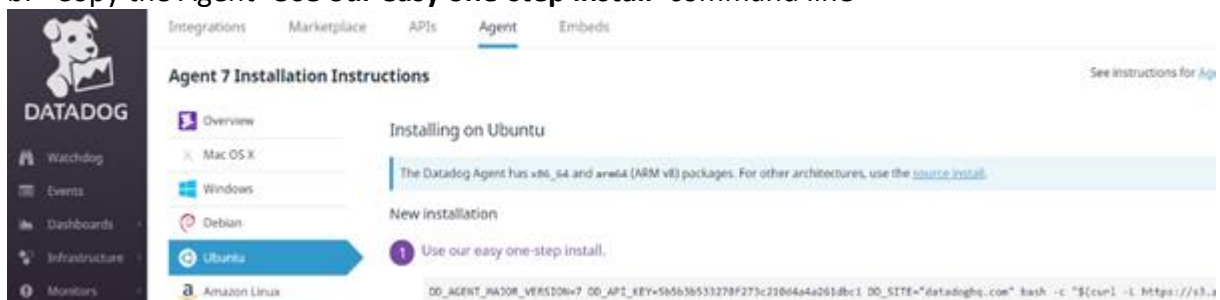 b. Copy the Agent "Use our easy one-step install" command line
Integrations Marketplace APIs Agent Embeds
Agent 7 Installation Instructions
See instructions for
DATADOG
Overview
Mac OS X
Windows
Debian
Ubuntu
Amazon Linux
Watchdog
Events
Dashboards
Infrastructure
Monitors
Installing on Ubuntu
The Datadog Agent has x86_64 and arm64 (ARM v8) packages. For other architectures, use the source install.
New installation
1 Use our easy one-step install.
DD_AGENT_MAJOR_VERSION=7 DD_SITE="datadoghq.com" bash -c "$(curl -L https://s3.a